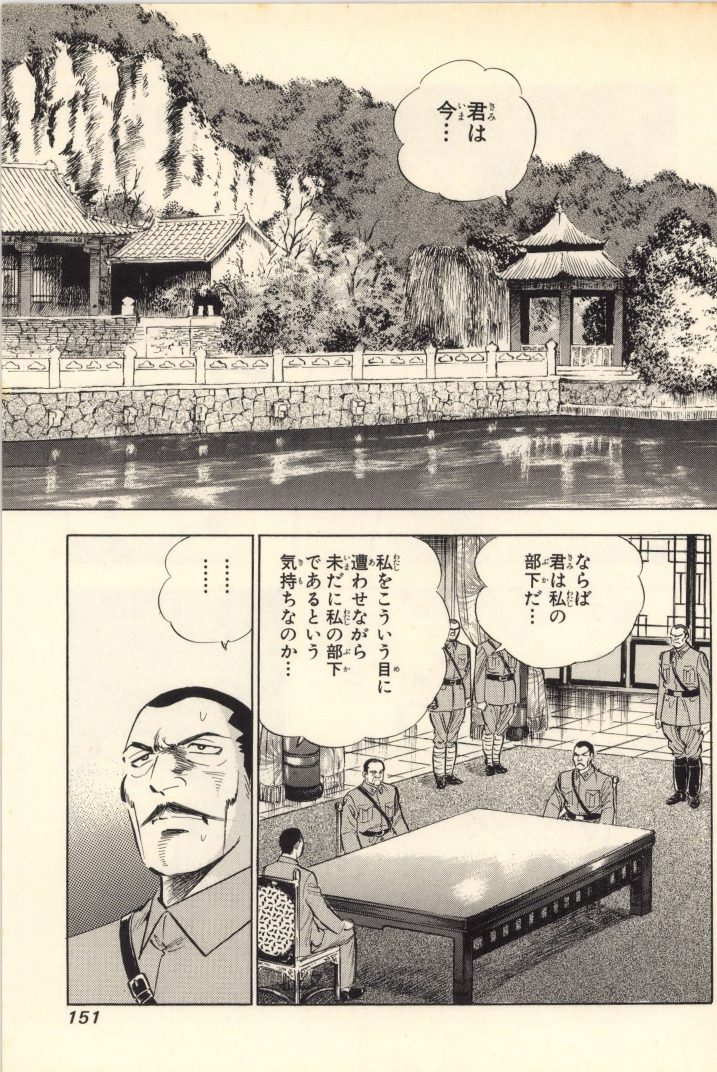 君は
今…
ならば
君は私の
部下だ…
私をこういう目に
遭わせながら
未だに私の部下
であるという
気持ちなのか…
……
……
151